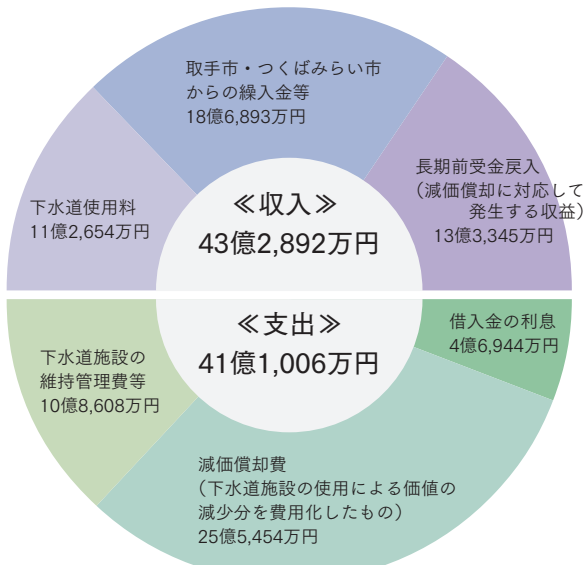 取手市・つくばみらい市
からの繰入金等
18億6,893万円
長期前受金戻入
（減価償却に対応して
発生する収益）
13億3,345万円
下水道使用料
11億2,654万円
≪収入≫
43億2,892万円
≪支出≫
41億1,006万円
借入金の利息
4億6,944万円
下水道施設の
維持管理費等
10億8,608万円
減価償却費
（下水道施設の使用による価値の
減少分を費用化したもの）
25億5,454万円